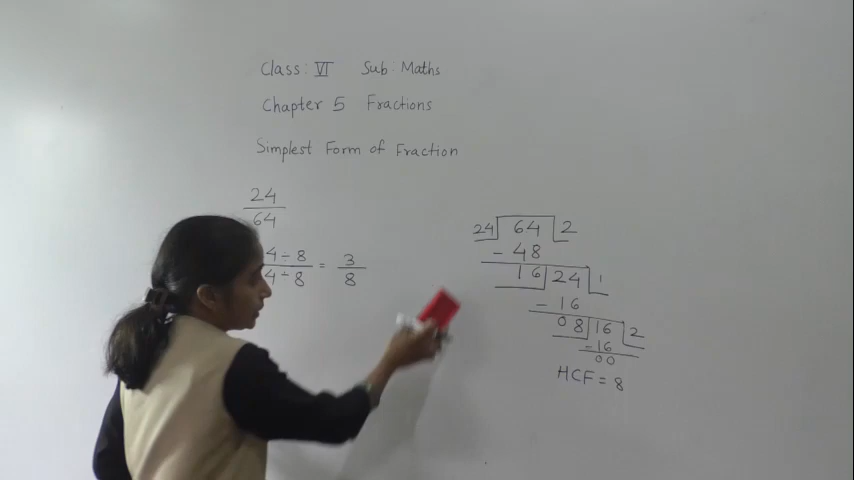 Class: VI Sub. Maths
Chapter 5 Fractions
Simplest Form of Fraction
24
64
4 ÷ 8 = 3
4 ÷ 8 8
24 64 2
- 48
16 24 1
- 16
08 16 2
- 16
00
HCF = 8